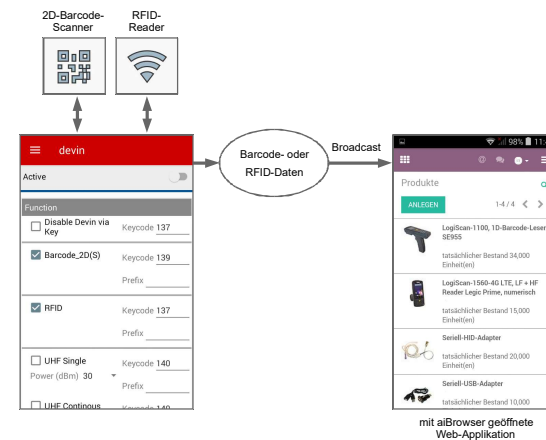 2D-Barcode-
Scanner
RFID-
Reader
devin
Active
Function
Disable Devin via
Key
Keycode 137
Barcode_2D(S)
Keycode 139
Prefix
RFID
Keycode 137
Prefix
UHF Single
Keycode 140
Power (dBm) 30
Prefix
UHF Continous
Keycode 140
Barcode- oder
RFID-Daten
Broadcast
98% 11:
Produkte
ANLEGEN
1-4 / 4
LogiScan-1100, 1D-Barcode-Leser
SE955
tatsächlicher Bestand 34,000
Einheit(en)
LogiScan-1560-4G LTE, LF + HF
Reader Legic Prime, numerisch
tatsächlicher Bestand 15,000
Einheit(en)
Seriell-HID-Adapter
tatsächlicher Bestand 20,000
Einheit(en)
Seriell-USB-Adapter
tatsächlicher Bestand 10,000
mit aiBrowser geöffnete
Web-Applikation